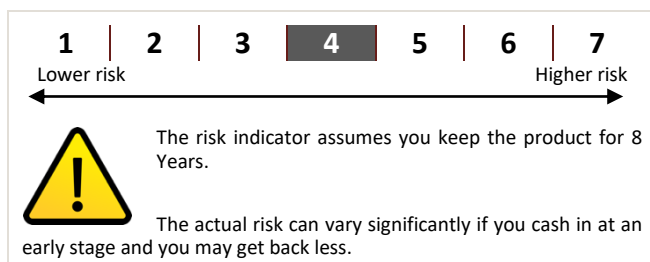 1 2 3 4 5 6 7
Lower risk Higher risk
The risk indicator assumes you keep the product for 8
Years.
The actual risk can vary significantly if you cash in at an
early stage and you may get back less.